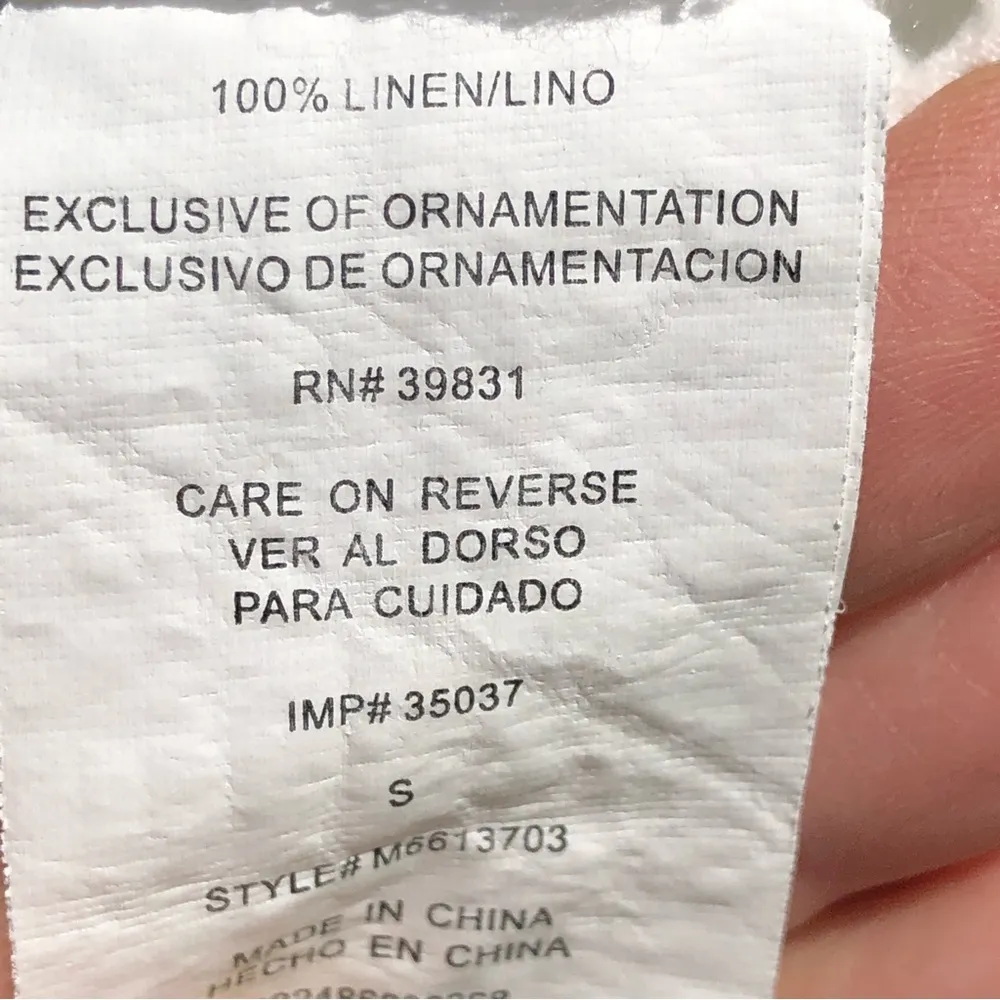 100% LINEN/LINO
EXCLUSIVE OF ORNAMENTATION
EXCLUSIVO DE ORNAMENTACION
RN# 39831
CARE ON REVERSE
VER AL DORSO
PARA CUIDADO
IMP# 35037
S
STYLE# M6613703
MADE IN CHINA
HECHO EN CHINA